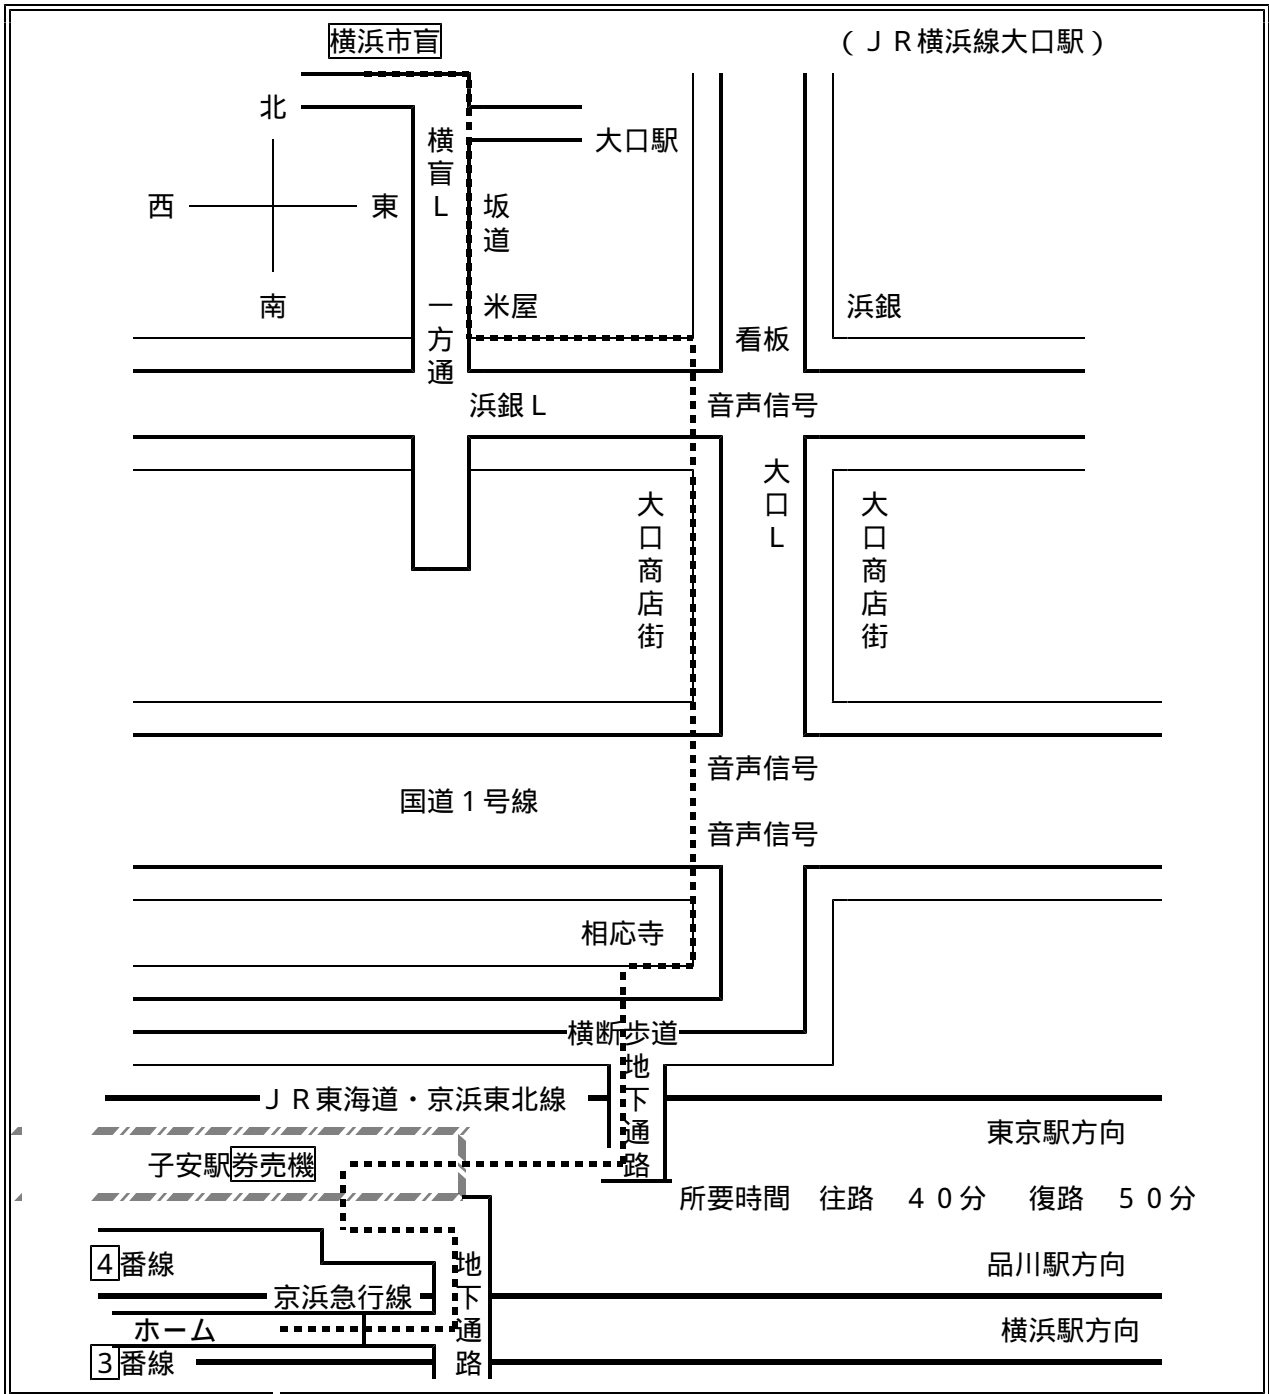 横浜市盲
（ＪＲ横浜線大口駅）
北
西
東
南
横盲Ｌ
一方通
大口駅
坂道
米屋
看板
浜銀
浜銀Ｌ
音声信号
大口商店街
大口Ｌ
大口商店街
音声信号
国道１号線
音声信号
相応寺
横断歩道
地下通路
ＪＲ東海道・京浜東北線
東京駅方向
子安駅券売機
所要時間　往路　４０分　復路　５０分
4番線
地下通路
品川駅方向
京浜急行線
ホーム
横浜駅方向
3番線